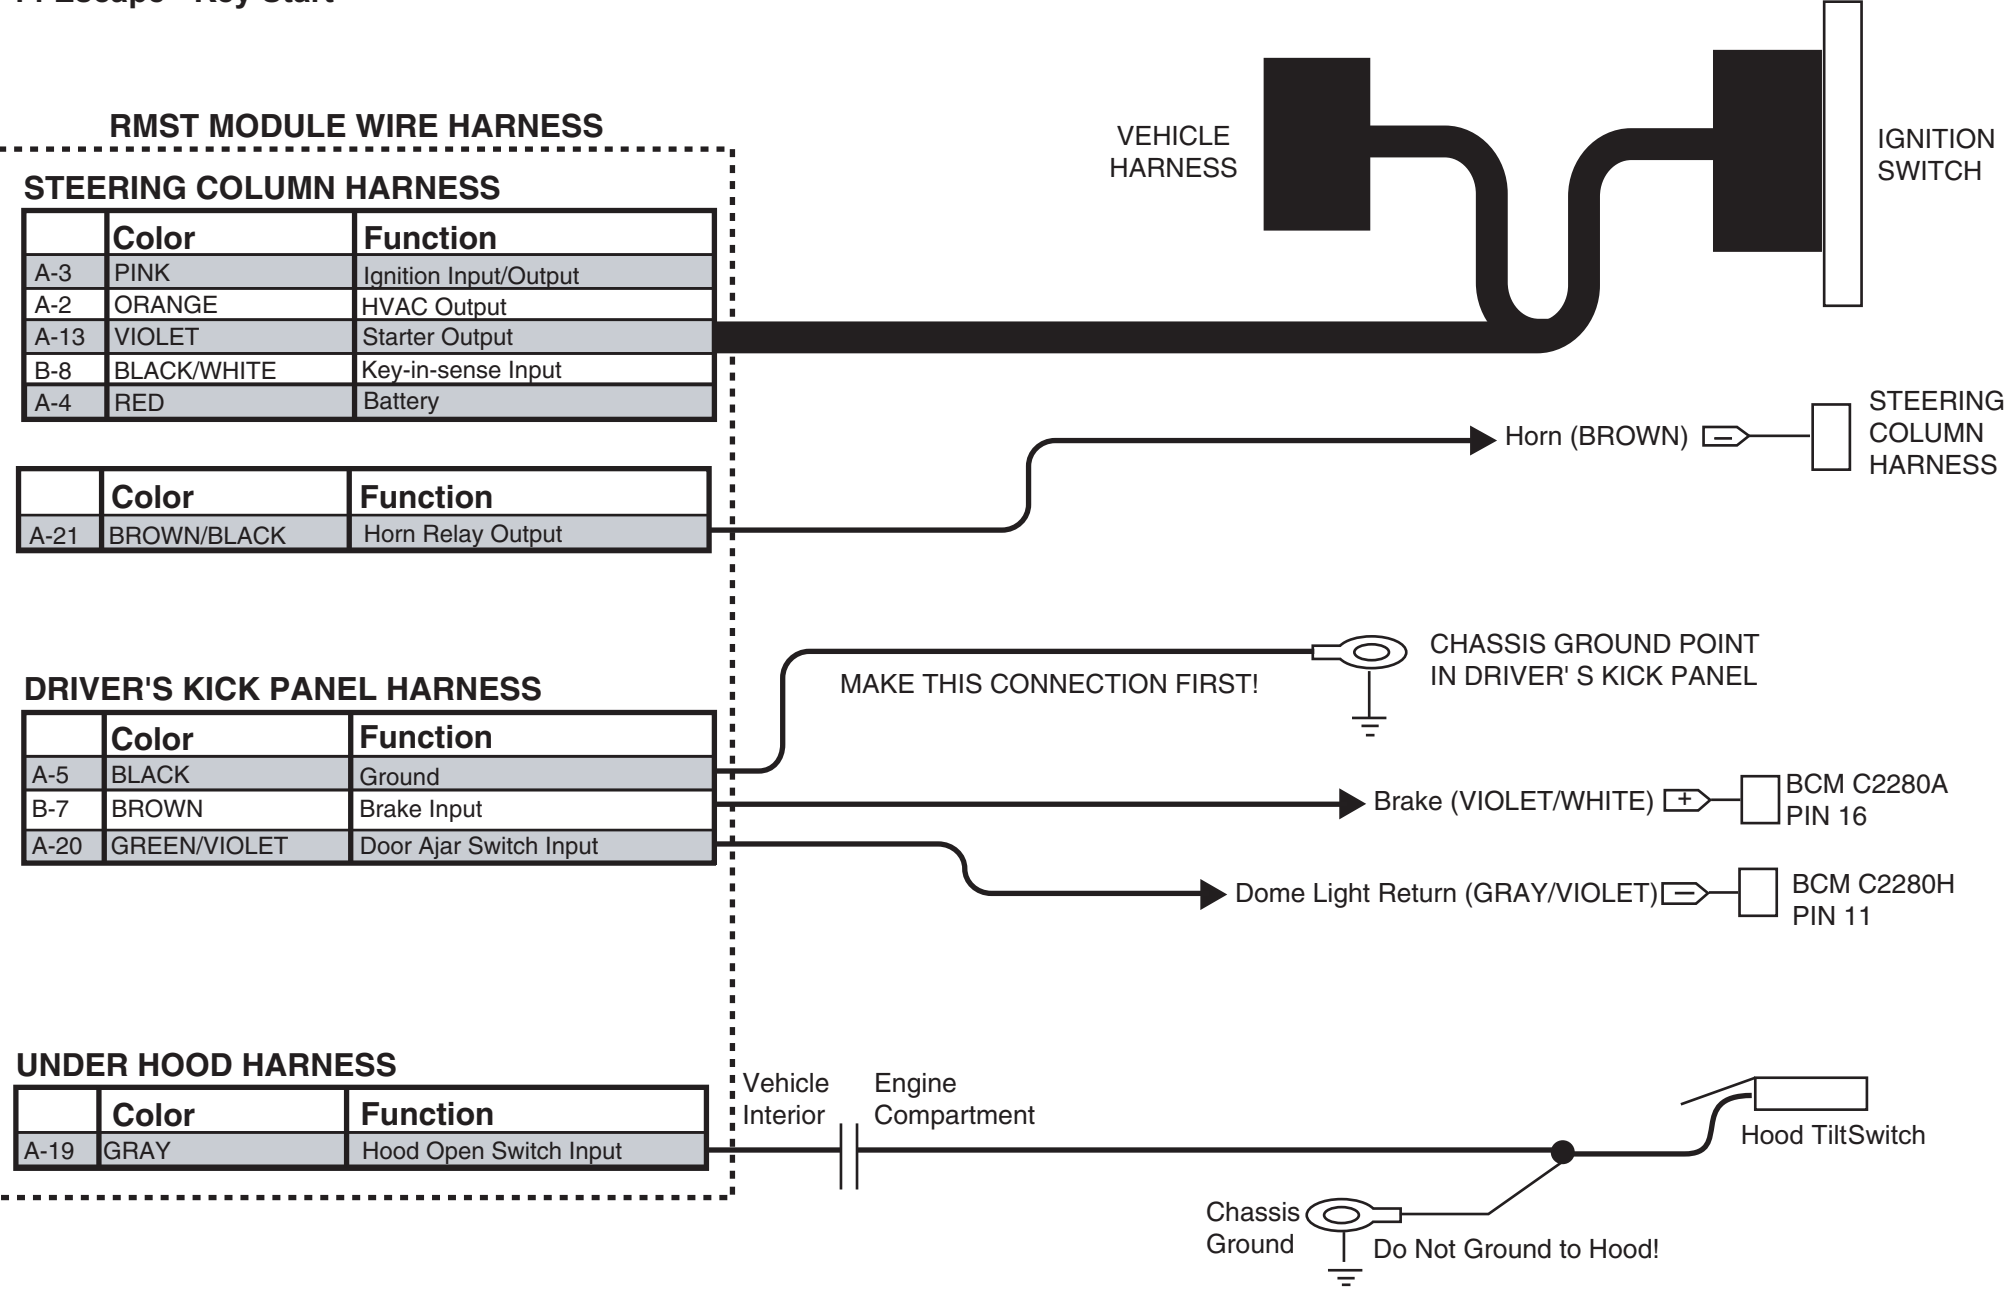 RMST MODULE WIRE HARNESS
STEERING COLUMN HARNESS
Color Function
A-3 PINK Ignition Input/Output
A-2 ORANGE HVAC Output
A-13 VIOLET Starter Output
B-8 BLACK/WHITE Key-in-sense Input
A-4 RED Battery
VEHICLE
HARNESS
IGNITION
SWITCH
Color Function
A-21 BROWN/BLACK Horn Relay Output
Horn (BROWN) −
STEERING
COLUMN
HARNESS
DRIVER'S KICK PANEL HARNESS
Color Function
A-5 BLACK Ground
B-7 BROWN Brake Input
A-20 GREEN/VIOLET Door Ajar Switch Input
MAKE THIS CONNECTION FIRST!
CHASSIS GROUND POINT
IN DRIVER' S KICK PANEL
Brake (VIOLET/WHITE) +
BCM C2280A
PIN 16
Dome Light Return (GRAY/VIOLET) −
BCM C2280H
PIN 11
UNDER HOOD HARNESS
Color Function
A-19 GRAY Hood Open Switch Input
Vehicle
Interior
Engine
Compartment
Hood TiltSwitch
Chassis
Ground
Do Not Ground to Hood!